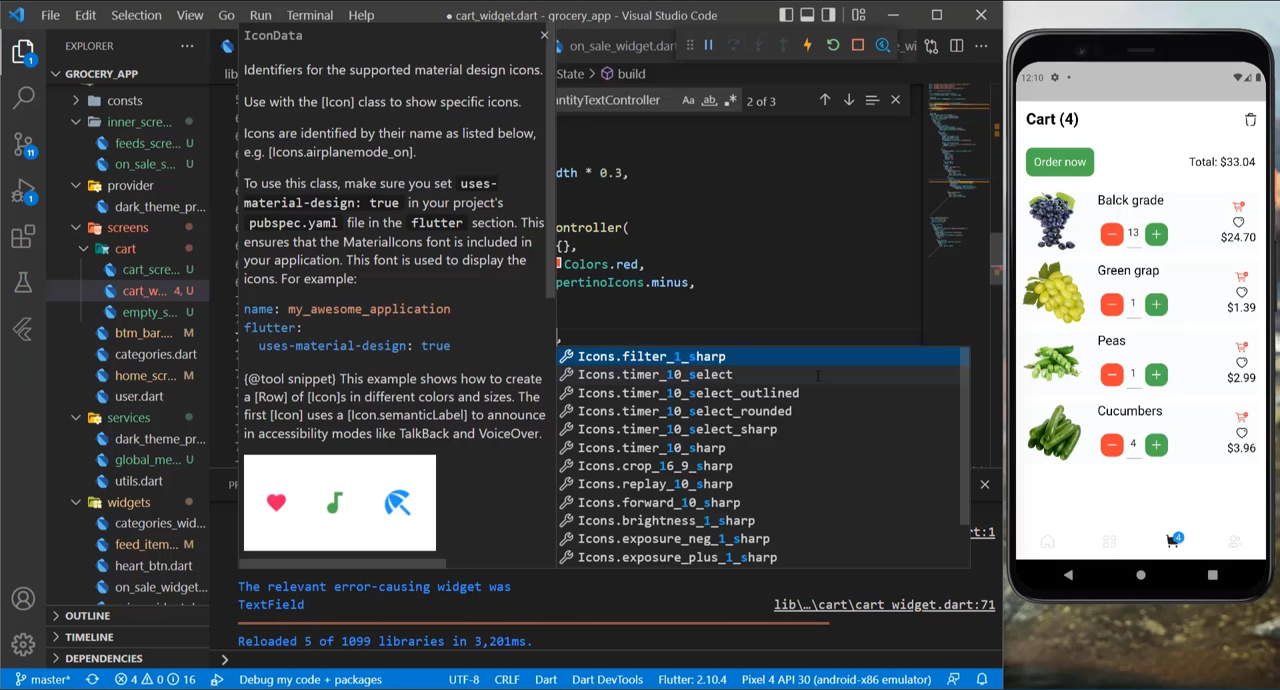 File Edit Selection View Go Run Terminal Help
● cart_widget.dart - grocery_app - Visual Studio Code
EXPLORER
GROCERY_APP
consts
inner_scre...
feeds_scre... U
on_sale_s... U
provider
dark_theme_pr...
screens
cart
cart_scre... U
cart_w... 4, U
empty_s... U
btm_bar.... M
categories.dart
home_scr... M
user.dart
services
dark_theme_pr...
global_me... U
utils.dart
widgets
categories_wid...
feed_item... M
heart_btn.dart
on_sale_widget...
OUTLINE
TIMELINE
DEPENDENCIES
1
11
1
IconData
Identifiers for the supported material design icons.
Use with the [Icon] class to show specific icons.
Icons are identified by their name as listed below,
e.g. [Icons.airplanemode_on].
To use this class, make sure you set uses-
material-design: true in your project's
pubspec.yaml file in the flutter section. This
ensures that the MaterialIcons font is included in
your application. This font is used to display the
icons. For example:
name: my_awesome_application
flutter:
uses-material-design: true
{@tool snippet} This example shows how to create
a [Row] of [Icon]s in different colors and sizes. The
first [Icon] uses a [Icon.semanticLabel] to announce
in accessibility modes like TalkBack and VoiceOver.
on_sale_widget.dart
State > build
antityTextController Aa ab 2 of 3
dth * 0.3,
ontroller(
{},
Colors.red,
pertinoIcons.minus,
Icons.filter_1_sharp
Icons.timer_10_select
Icons.timer_10_select_outlined
Icons.timer_10_select_rounded
Icons.timer_10_select_sharp
Icons.timer_10_sharp
Icons.crop_16_9_sharp
Icons.replay_10_sharp
Icons.forward_10_sharp
Icons.brightness_1_sharp
Icons.exposure_neg_1_sharp
Icons.exposure_plus_1_sharp
The relevant error-causing widget was
TextField
lib\…\cart\cart_widget.dart:71
Reloaded 5 of 1099 libraries in 3,201ms.
master* 4 0 16 Debug my code + packages UTF-8 CRLF Dart Dart DevTools Flutter: 2.10.4 Pixel 4 API 30 (android-x86 emulator)
12:10
Cart (4)
Order now
Total: $33.04
Balck grade
13
$24.70
Green grap
1
$1.39
Peas
1
$2.99
Cucumbers
4
$3.96
4